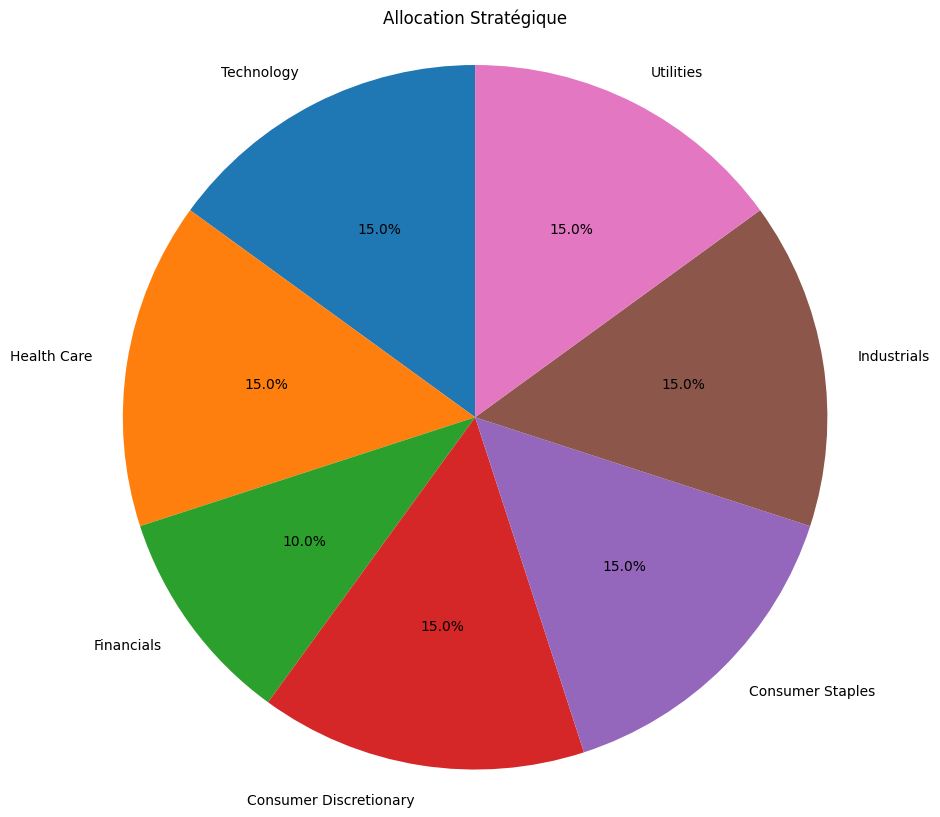 Allocation Stratégique
Technology
Utilities
15.0%
15.0%
Health Care
Industrials
15.0%
15.0%
10.0%
15.0%
15.0%
Financials
Consumer Staples
Consumer Discretionary